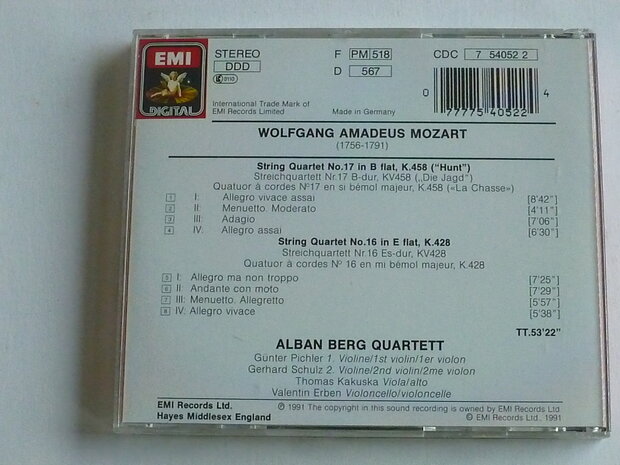 EMI
DIGITAL
STEREO
DDD
F PM 518
D 567
CDC 7 54052 2
International Trade Mark of
EMI Records Limited
Made in Germany
0 77775 40522 4
WOLFGANG AMADEUS MOZART
(1756-1791)
String Quartet No.17 in B flat, K.458 ("Hunt")
Streichquartett Nr.17 B-dur, KV458 („Die Jagd”)
Quatuor à cordes Nº17 en si bémol majeur, K.458 («La Chasse»)
1 I: Allegro vivace assai [8'42"]
2 II: Menuetto. Moderato [4'11"]
3 III: Adagio [7'06"]
4 IV. Allegro assai [6'30"]
String Quartet No.16 in E flat, K.428
Streichquartett Nr.16 Es-dur, KV428
Quatuor à cordes Nº 16 en mi bémol majeur, K.428
5 I: Allegro ma non troppo [7'25"]
6 II: Andante con moto [7'29"]
7 III: Menuetto. Allegretto [5'57"]
8 IV: Allegro vivace [5'38"]
TT.53'22"
ALBAN BERG QUARTETT
Günter Pichler 1. Violine/1st violin/1er violon
Gerhard Schulz 2. Violine/2nd violin/2me violon
Thomas Kakuska Viola/alto
Valentin Erben Violoncello/violoncelle
EMI Records Ltd.
Hayes Middlesex England
℗ 1991 The copyright in this sound recording is owned by EMI Records Ltd.
© EMI Records Ltd., 1991